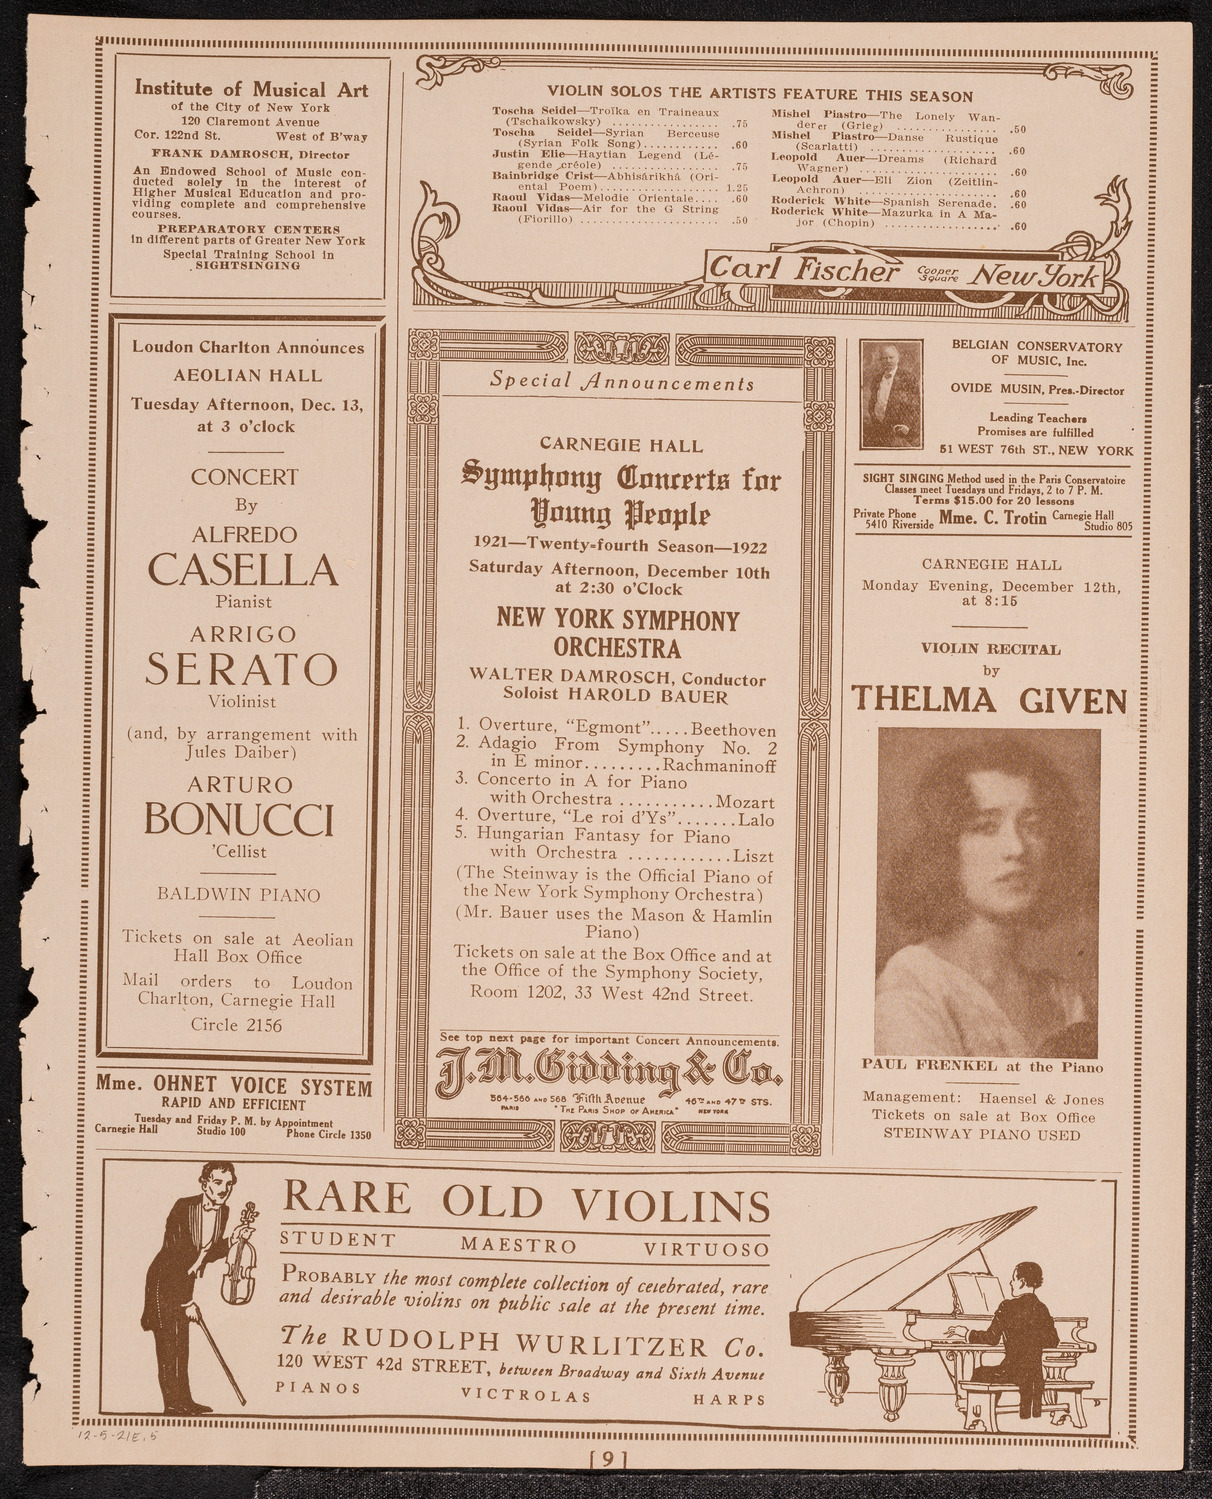 Institute of Musical Art
of the City of New York
120 Claremont Avenue
Cor. 122nd St. West of B'way
FRANK DAMROSCH, Director
An Endowed School of Music con-
ducted solely in the interest of
Higher Musical Education and pro-
viding complete and comprehensive
courses.
PREPARATORY CENTERS
in different parts of Greater New York
Special Training School in
SIGHTSINGING
VIOLIN SOLOS THE ARTISTS FEATURE THIS SEASON
Toscha Seidel—Troïka en Traineaux
(Tschaikowsky) .................. .75
Toscha Seidel—Syrian Berceuse
(Syrian Folk Song)............ .60
Justin Elie—Haytian Legend (Lé-
gende créole) .................. .75
Bainbridge Crist—Abhisârikhâ (Ori-
ental Poem)..................... 1.25
Raoul Vidas—Melodie Orientale.... .60
Raoul Vidas—Air for the G String
(Fiorillo) ........................ .50
Mishel Piastro—The Lonely Wan-
derer (Grieg) ................. .50
Mishel Piastro—Danse Rustique
(Scarlatti) ..................... .60
Leopold Auer—Dreams (Richard
Wagner) ........................ .60
Leopold Auer—Eli Zion (Zeitlin-
Achron) ........................ .60
Roderick White—Spanish Serenade. .60
Roderick White—Mazurka in A Ma-
jor (Chopin) .................... .60
Carl Fischer Cooper Square New York
Loudon Charlton Announces
AEOLIAN HALL
Tuesday Afternoon, Dec. 13,
at 3 o'clock
CONCERT
By
ALFREDO
CASELLA
Pianist
ARRIGO
SERATO
Violinist
(and, by arrangement with
Jules Daiber)
ARTURO
BONUCCI
'Cellist
BALDWIN PIANO
Tickets on sale at Aeolian
Hall Box Office
Mail orders to Loudon
Charlton, Carnegie Hall
Circle 2156
Mme. OHNET VOICE SYSTEM
RAPID AND EFFICIENT
Tuesday and Friday P. M. by Appointment
Carnegie Hall Studio 100 Phone Circle 1350
Special Announcements
CARNEGIE HALL
Symphony Concerts for
Young People
1921—Twenty-fourth Season—1922
Saturday Afternoon, December 10th
at 2:30 o'Clock
NEW YORK SYMPHONY
ORCHESTRA
WALTER DAMROSCH, Conductor
Soloist HAROLD BAUER
1. Overture, "Egmont".....Beethoven
2. Adagio From Symphony No. 2
in E minor.........Rachmaninoff
3. Concerto in A for Piano
with Orchestra ...........Mozart
4. Overture, "Le roi d'Ys".......Lalo
5. Hungarian Fantasy for Piano
with Orchestra ............Liszt
(The Steinway is the Official Piano of
the New York Symphony Orchestra)
(Mr. Bauer uses the Mason & Hamlin
Piano)
Tickets on sale at the Box Office and at
the Office of the Symphony Society,
Room 1202, 33 West 42nd Street.
See top next page for important Concert Announcements.
J.M.Gidding & Co.
564-566 AND 568 Fifth Avenue 46TH AND 47TH STS.
PARIS "THE PARIS SHOP OF AMERICA" NEW YORK
BELGIAN CONSERVATORY
OF MUSIC, Inc.
OVIDE MUSIN, Pres.-Director
Leading Teachers
Promises are fulfilled
51 WEST 76th ST., NEW YORK
SIGHT SINGING Method used in the Paris Conservatoire
Classes meet Tuesdays und Fridays, 2 to 7 P. M.
Terms $15.00 for 20 lessons
Private Phone 5410 Riverside Mme. C. Trotin Carnegie Hall Studio 805
CARNEGIE HALL
Monday Evening, December 12th,
at 8:15
VIOLIN RECITAL
by
THELMA GIVEN
PAUL FRENKEL at the Piano
Management: Haensel & Jones
Tickets on sale at Box Office
STEINWAY PIANO USED
RARE OLD VIOLINS
STUDENT MAESTRO VIRTUOSO
PROBABLY the most complete collection of celebrated, rare
and desirable violins on public sale at the present time.
The RUDOLPH WURLITZER Co.
120 WEST 42d STREET, between Broadway and Sixth Avenue
PIANOS VICTROLAS HARPS
12-5-21E.5
[ 9 ]